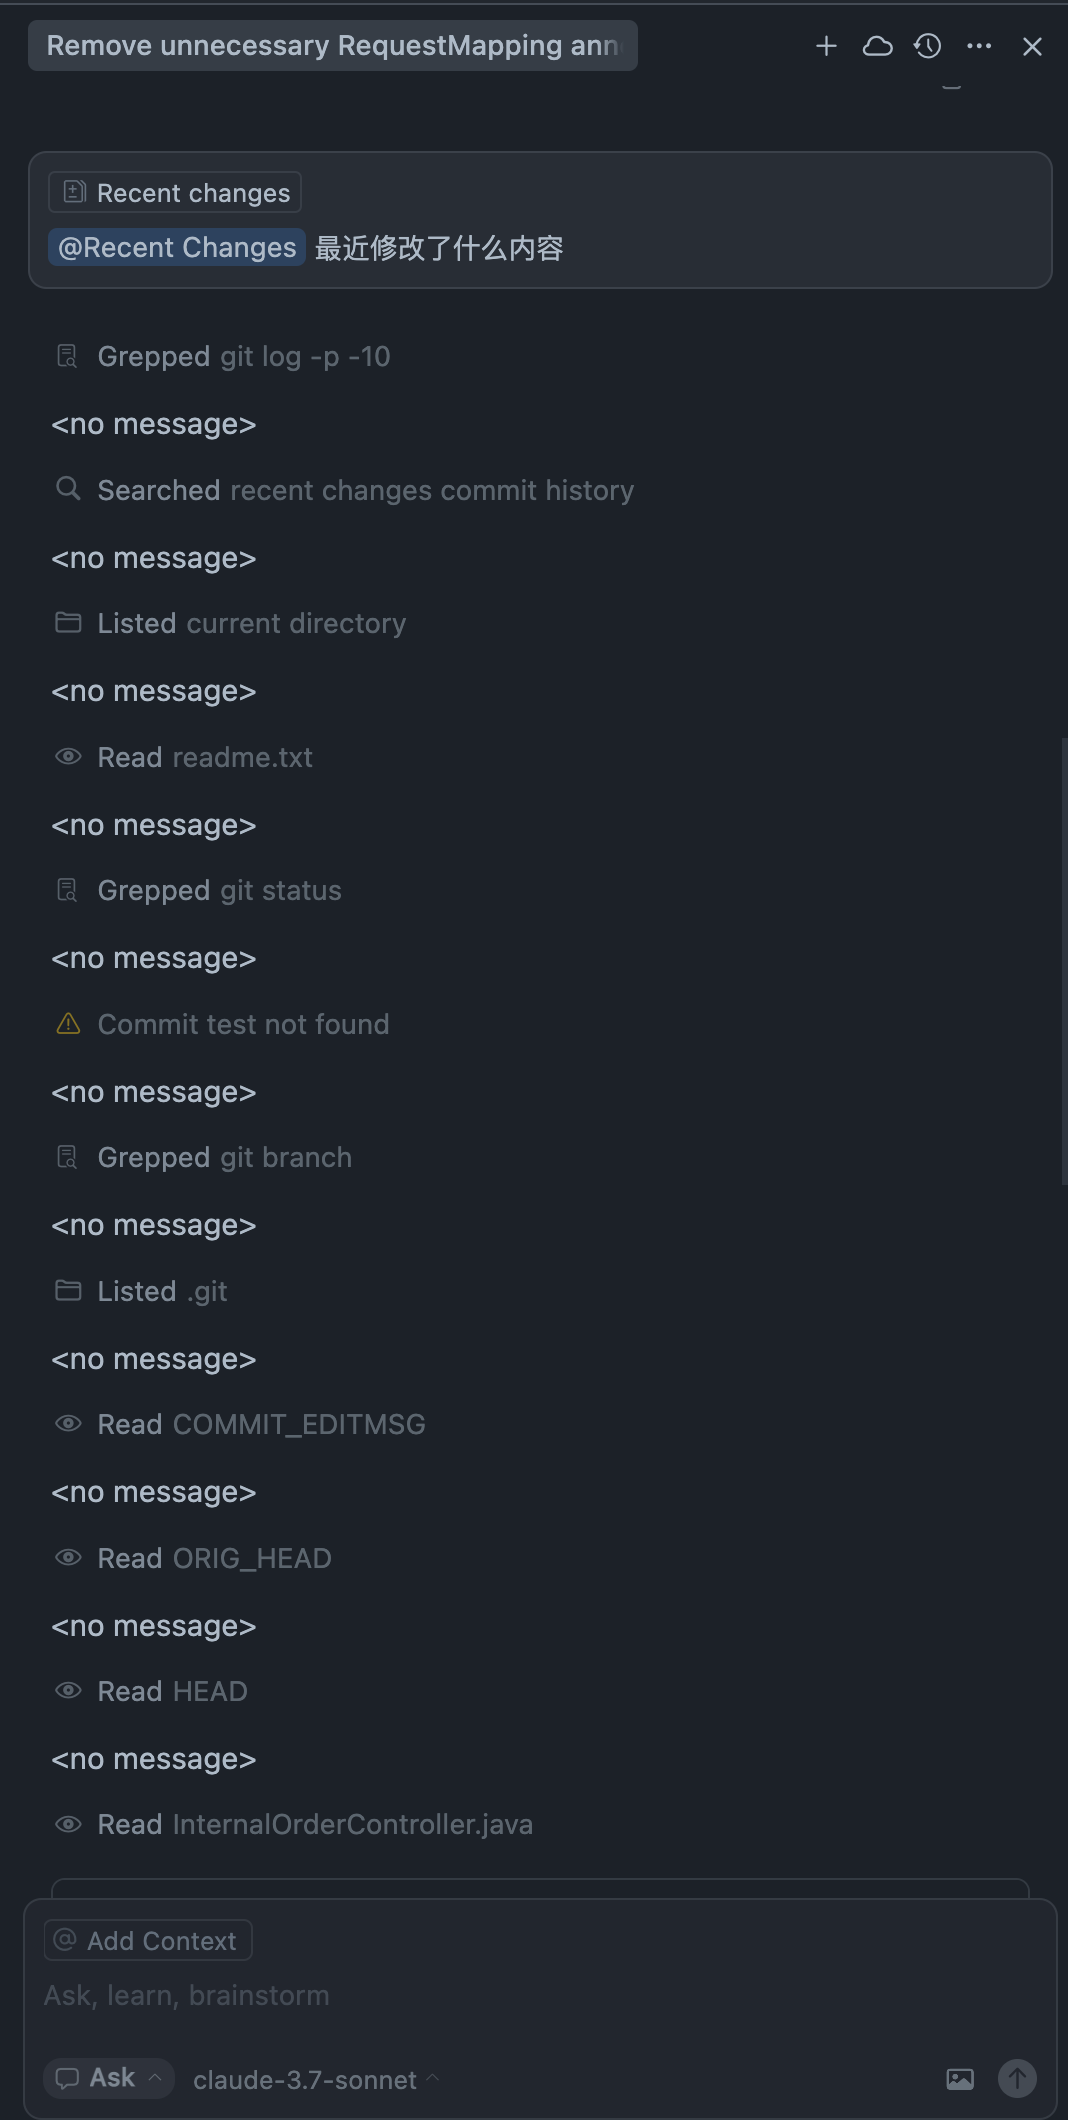 Remove unnecessary RequestMapping ann
Recent changes
@Recent Changes 最近修改了什么内容
Grepped git log -p -10
<no message>
Searched recent changes commit history
<no message>
Listed current directory
<no message>
Read readme.txt
<no message>
Grepped git status
<no message>
Commit test not found
<no message>
Grepped git branch
<no message>
Listed .git
<no message>
Read COMMIT_EDITMSG
<no message>
Read ORIG_HEAD
<no message>
Read HEAD
<no message>
Read InternalOrderController.java
@ Add Context
Ask, learn, brainstorm
Ask claude-3.7-sonnet